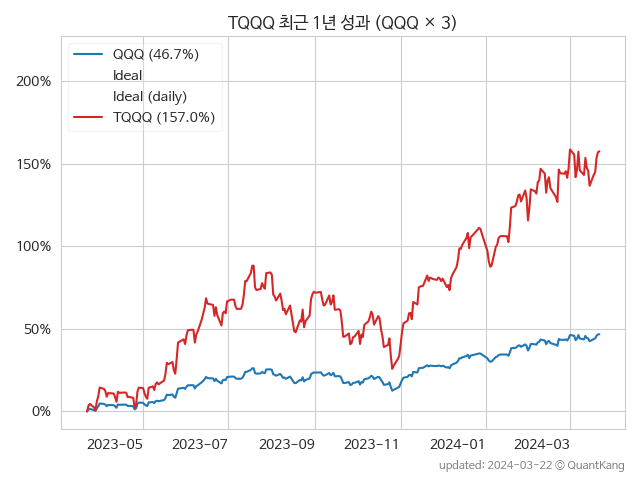 TQQQ 최근 1년 성과 (QQQ × 3)
QQQ (46.7%)
Ideal
Ideal (daily)
TQQQ (157.0%)
200%
150%
100%
50%
0%
2023-05 2023-07 2023-09 2023-11 2024-01 2024-03
updated: 2024-03-22 © QuantKang